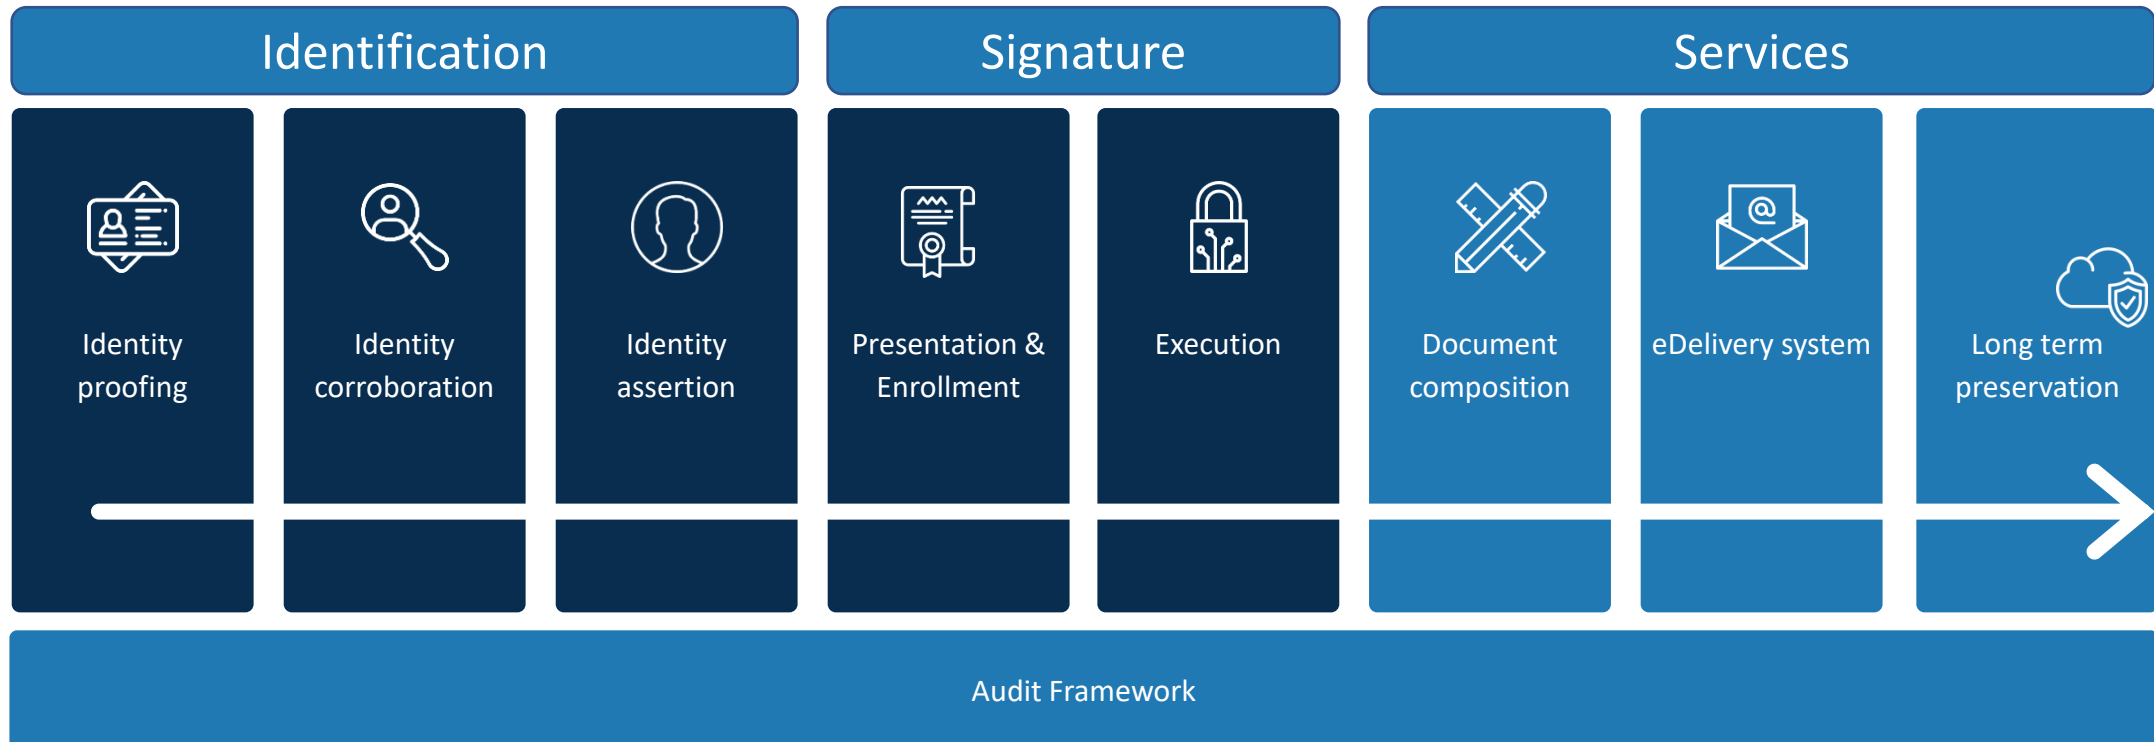 Identification
Signature
Services
Identity
proofing
Identity
corroboration
Identity
assertion
Presentation &
Enrollment
Execution
Document
composition
@
eDelivery system
Long term
preservation
Audit Framework